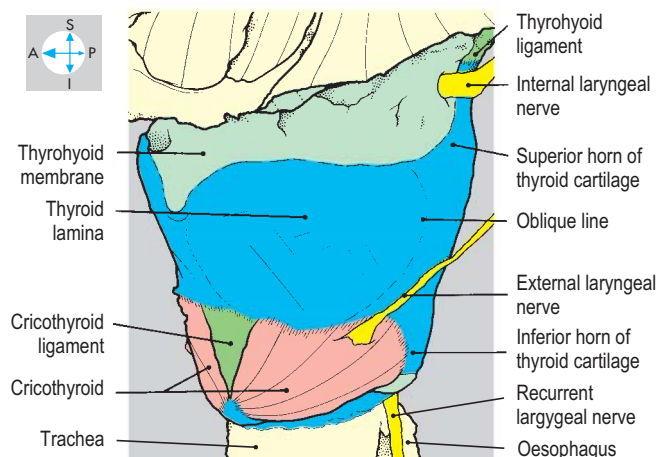 S
A P
I
Thyrohyoid
membrane
Thyroid
lamina
Cricothyroid
ligament
Cricothyroid
Trachea
Thyrohyoid
ligament
Internal laryngeal
nerve
Superior horn of
thyroid cartilage
Oblique line
External laryngeal
nerve
Inferior horn of
thyroid cartilage
Recurrent
largygeal nerve
Oesophagus